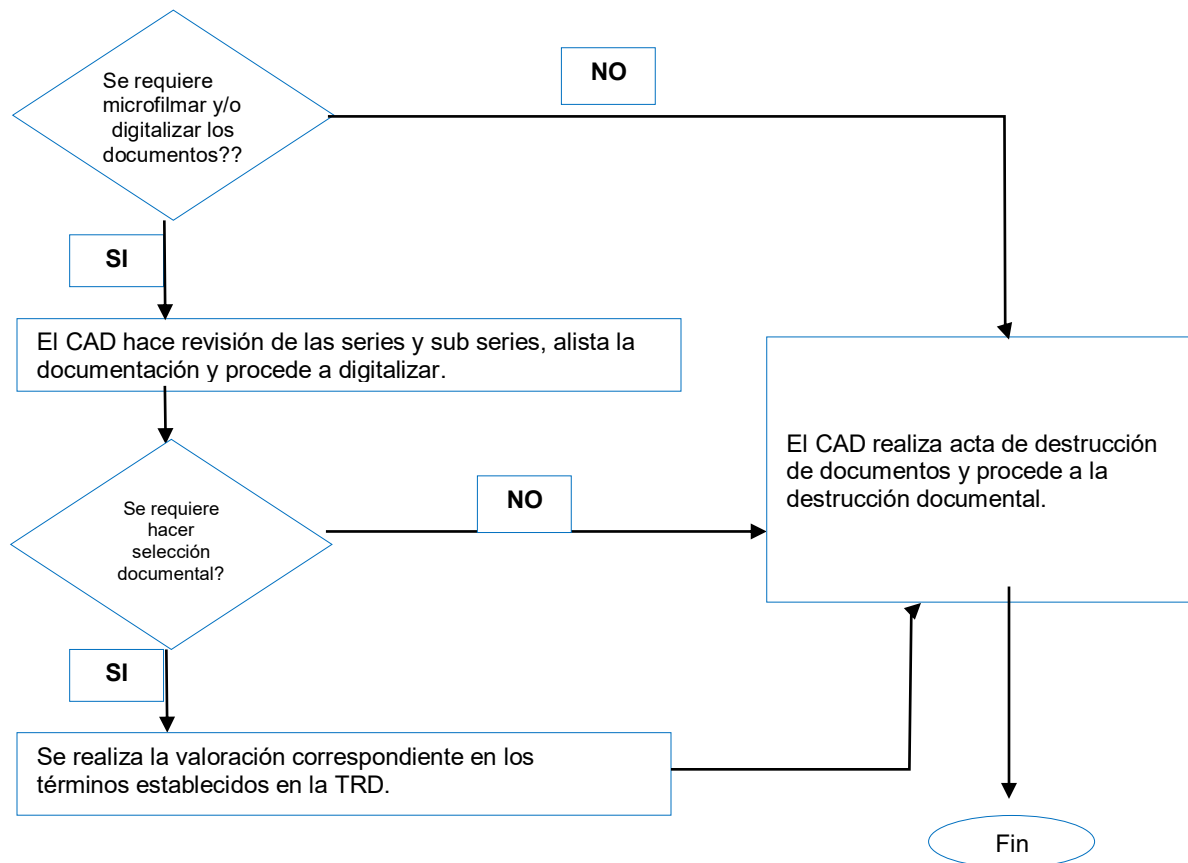 Se requiere
microfilmar y/o
digitalizar los
documentos??
NO
SI
El CAD hace revisión de las series y sub series, alista la
documentación y procede a digitalizar.
El CAD realiza acta de destrucción
de documentos y procede a la
destrucción documental.
Se requiere
hacer
selección
documental?
NO
SI
Se realiza la valoración correspondiente en los
términos establecidos en la TRD.
Fin